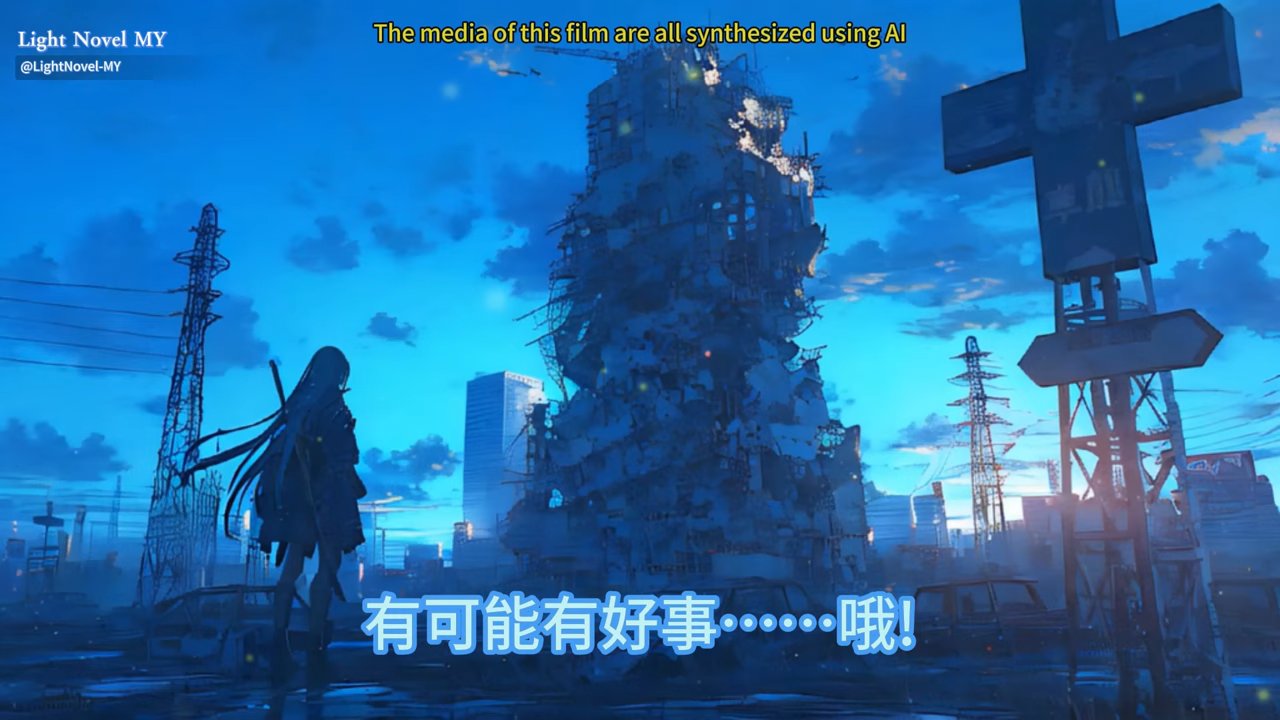 The media of this film are all synthesized using AI
Light Novel MY
@LightNovel-MY
有可能有好事⋯⋯哦!